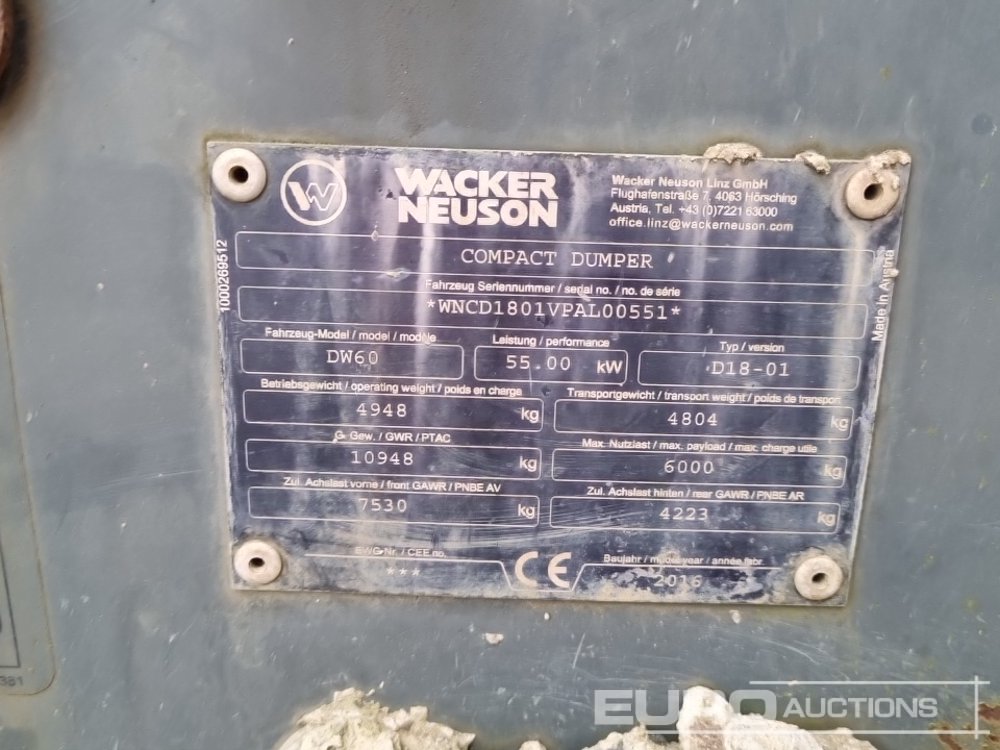 WACKER
NEUSON
Wacker Neuson Linz GmbH
Flughafenstraße 7, 4063 Hörsching
Austria, Tel. +43 (0)7221 63000
office.linz@wackerneuson.com
COMPACT DUMPER
Fahrzeug Seriennummer / serial no. / no. de série
*WNCD1801VPAL00551*
Fahrzeug-Model / model / modèle
Leistung / performance
Typ / version
DW60
55.00 kW
D18-01
Betriebsgewicht / operating weight / poids en charge
Transportgewicht / transport weight / poids de transport
4948 kg
4804 kg
G. Gew. / GWR / PTAC
Max. Nutzlast / max. payload / max. charge utile
10948 kg
6000 kg
Zul. Achslast vorne / front GAWR / PNBE AV
Zul. Achslast hinten / rear GAWR / PNBE AR
7530 kg
4223 kg
EWG-Nr. / CEE no.
***
CE
Baujahr / model year / année fabr.
2016
1000269512
Made in Austria
381
EURO AUCTIONS